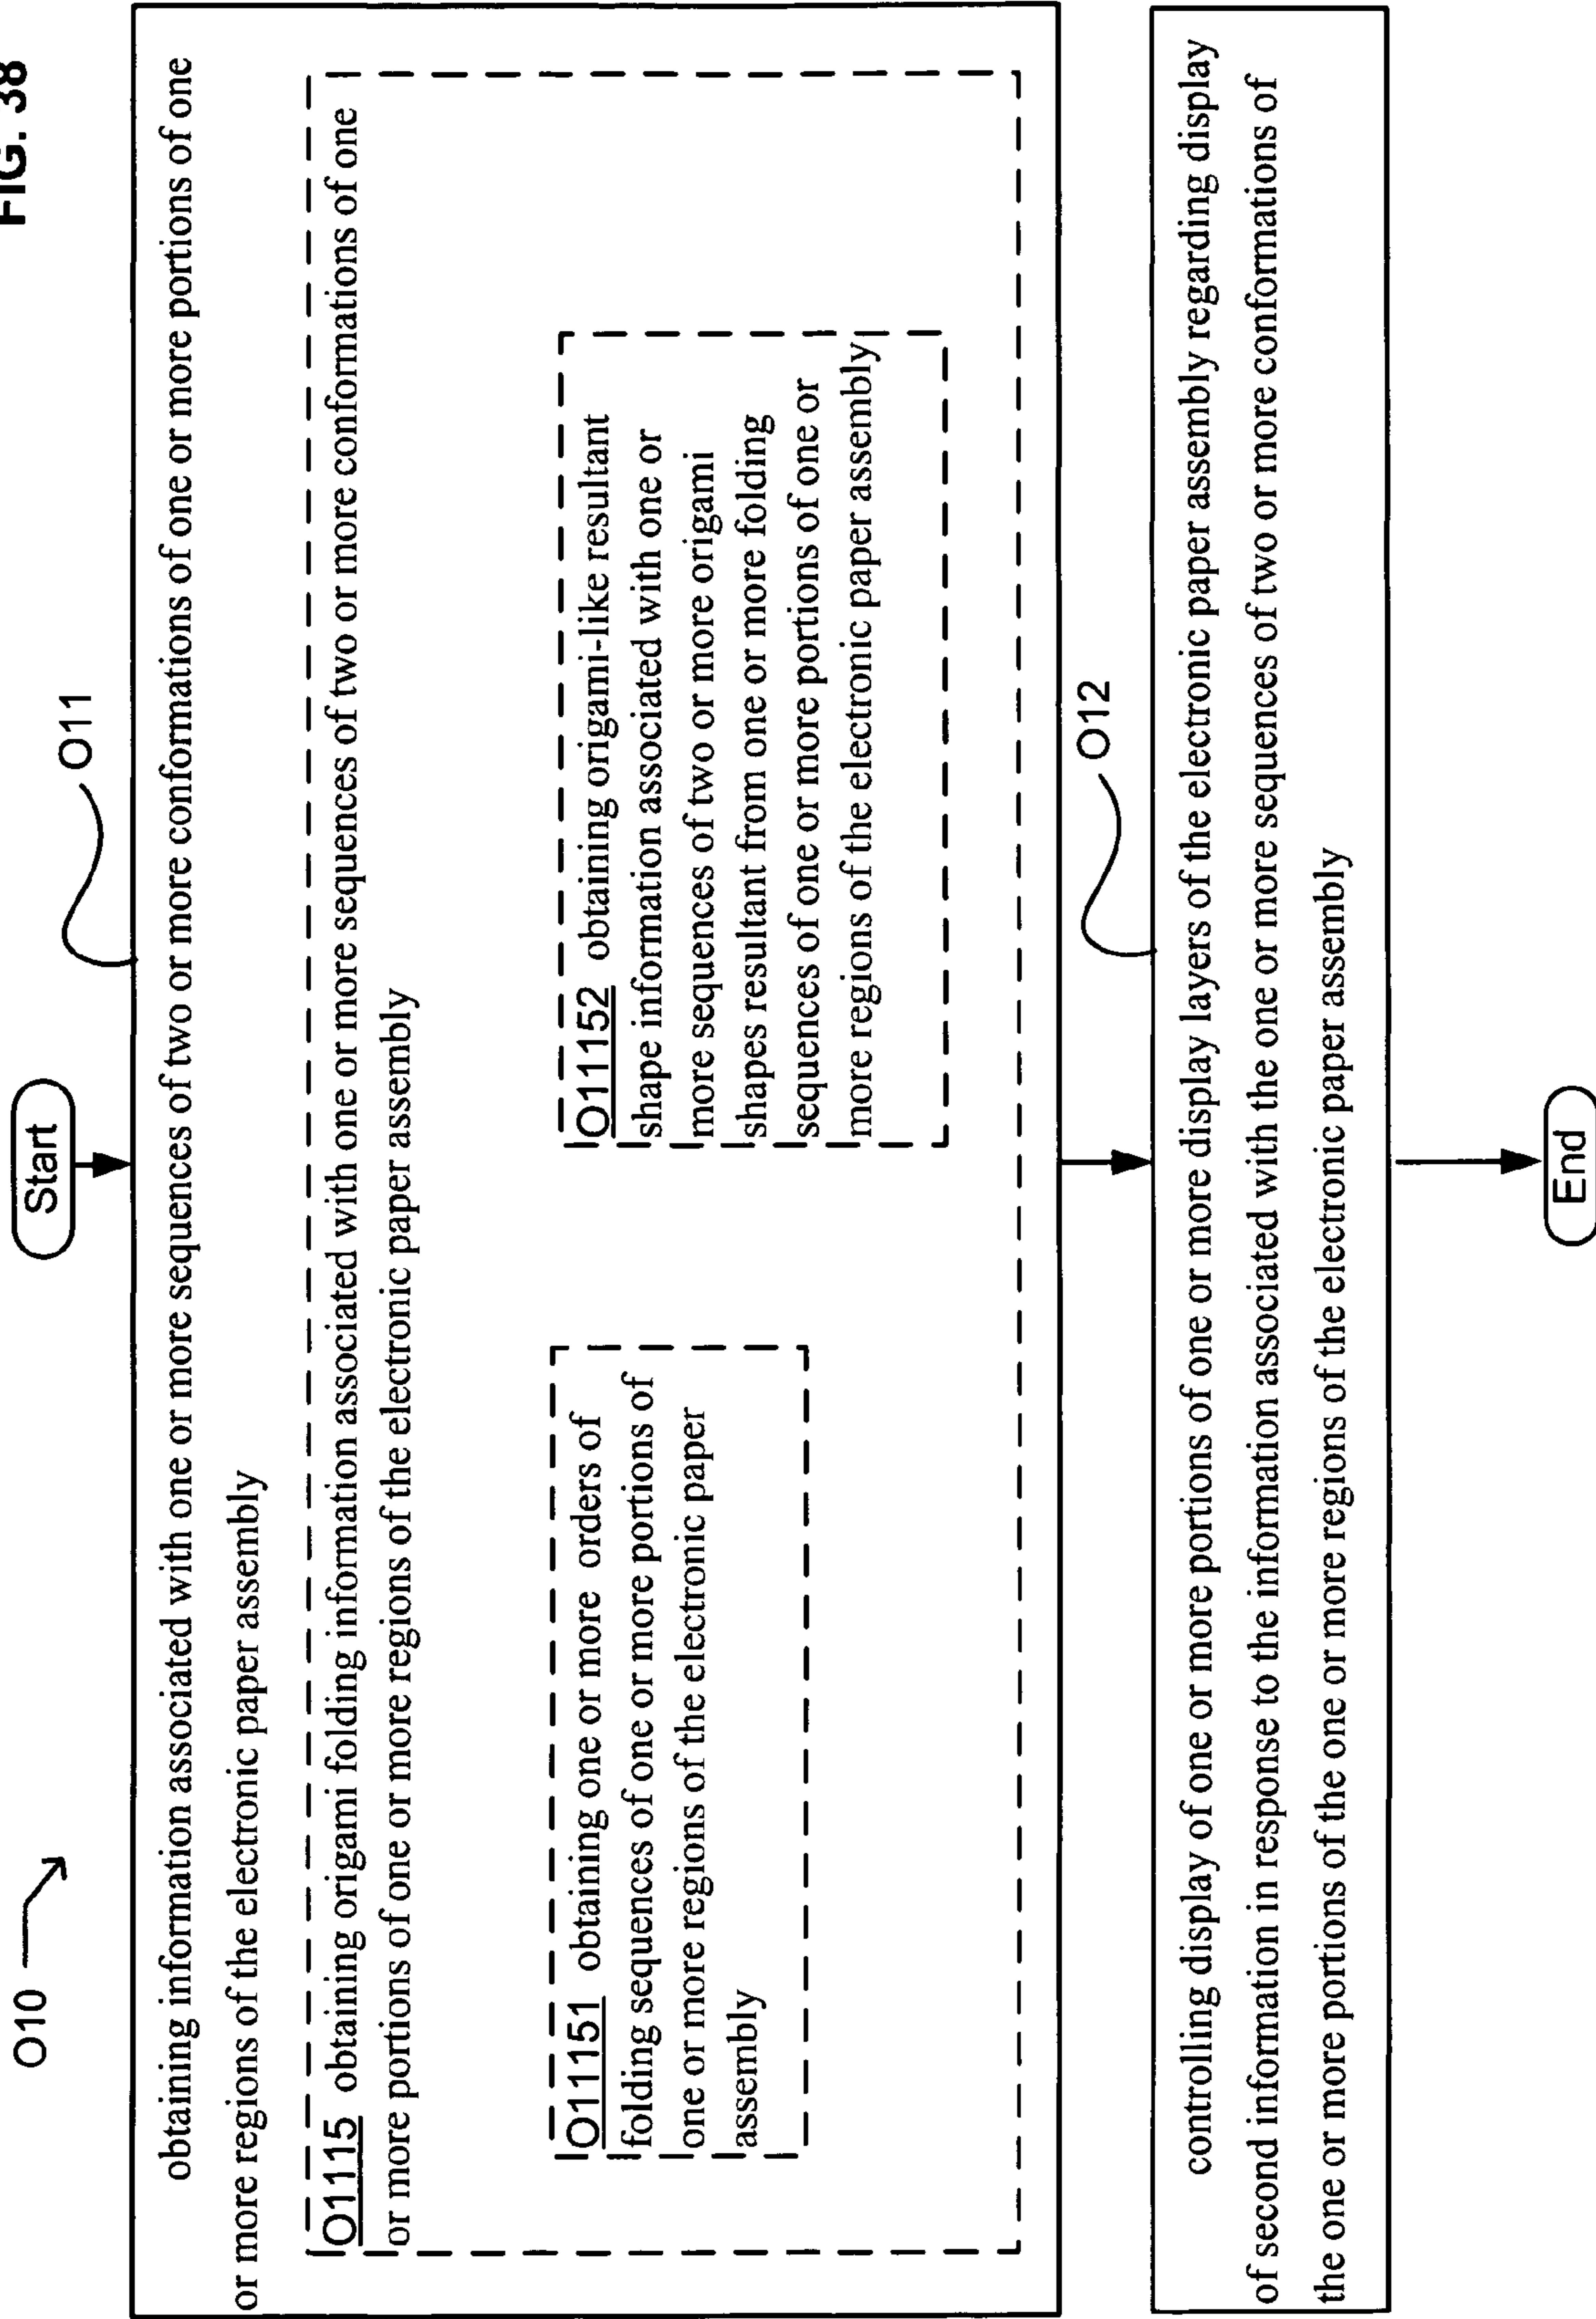 FIG. 38
O10
Start
O11
obtaining information associated with one or more sequences of two or more conformations of one or more portions of one
or more regions of the electronic paper assembly
O1115 obtaining origami folding information associated with one or more sequences of two or more conformations of one
or more portions of one or more regions of the electronic paper assembly
O11151 obtaining one or more orders of
folding sequences of one or more portions of
one or more regions of the electronic paper
assembly
O11152 obtaining origami-like resultant
shape information associated with one or
more sequences of two or more origami
shapes resultant from one or more folding
sequences of one or more portions of one or
more regions of the electronic paper assembly
O12
controlling display of one or more portions of one or more display layers of the electronic paper assembly regarding display
of second information in response to the information associated with the one or more sequences of two or more conformations of
the one or more portions of the one or more regions of the electronic paper assembly
End